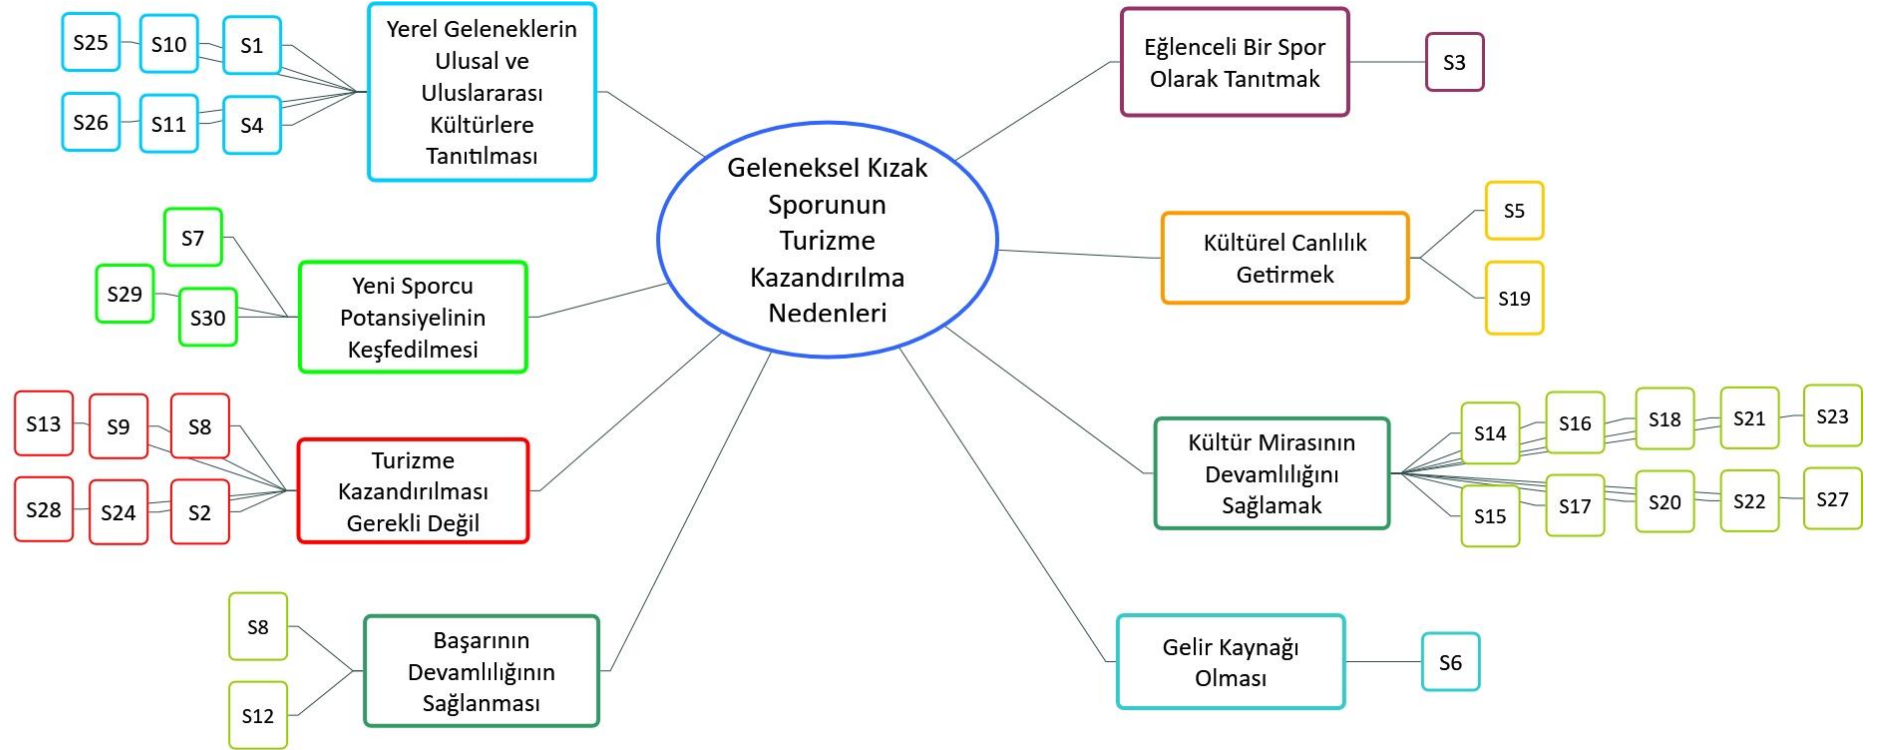 Geleneksel Kızak
Sporunun
Turizme
Kazandırılma
Nedenleri
Yerel Geleneklerin
Ulusal ve
Uluslararası
Kültürlere
Tanıtılması
S25
S10
S1
S26
S11
S4
Yeni Sporcu
Potansiyelinin
Keşfedilmesi
S7
S29
S30
Turizme
Kazandırılması
Gerekli Değil
S13
S9
S8
S28
S24
S2
Başarının
Devamlılığının
Sağlanması
S8
S12
Eğlenceli Bir Spor
Olarak Tanıtmak
S3
Kültürel Canlılık
Getirmek
S5
S19
Kültür Mirasının
Devamlılığını
Sağlamak
S14
S16
S18
S21
S23
S15
S17
S20
S22
S27
Gelir Kaynağı
Olması
S6